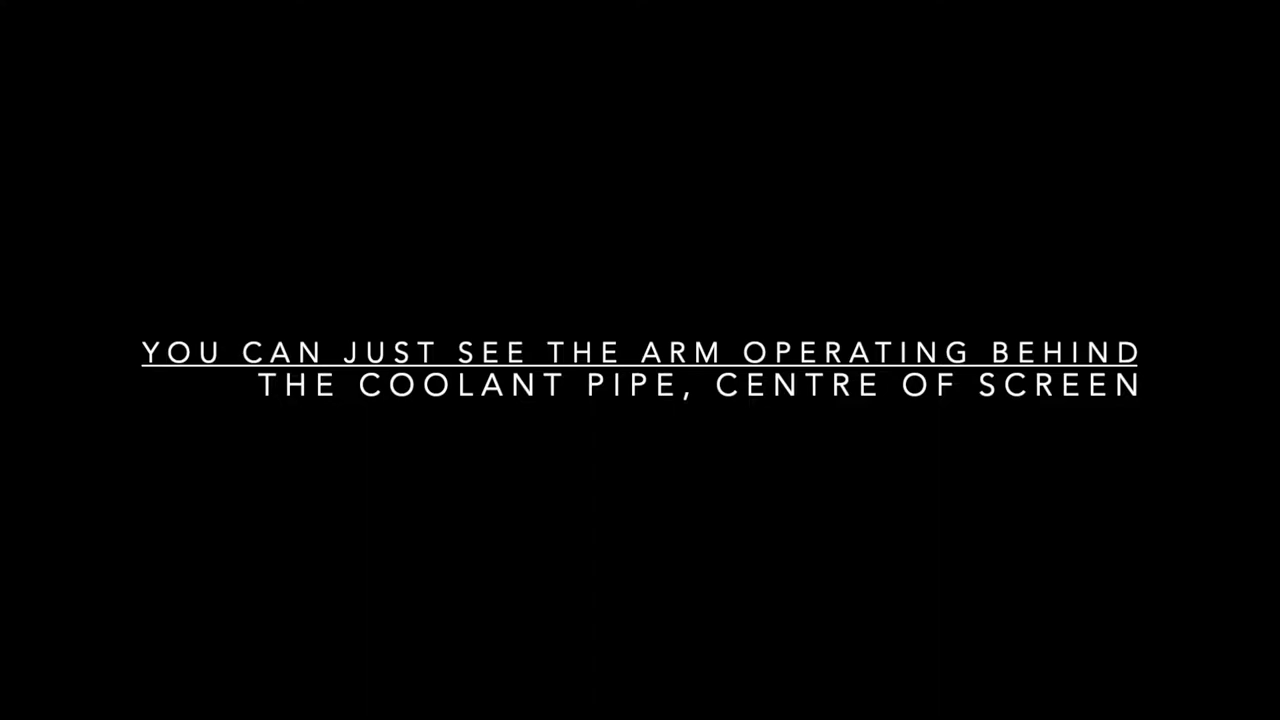 YOU CAN JUST SEE THE ARM OPERATING BEHIND
THE COOLANT PIPE, CENTRE OF SCREEN